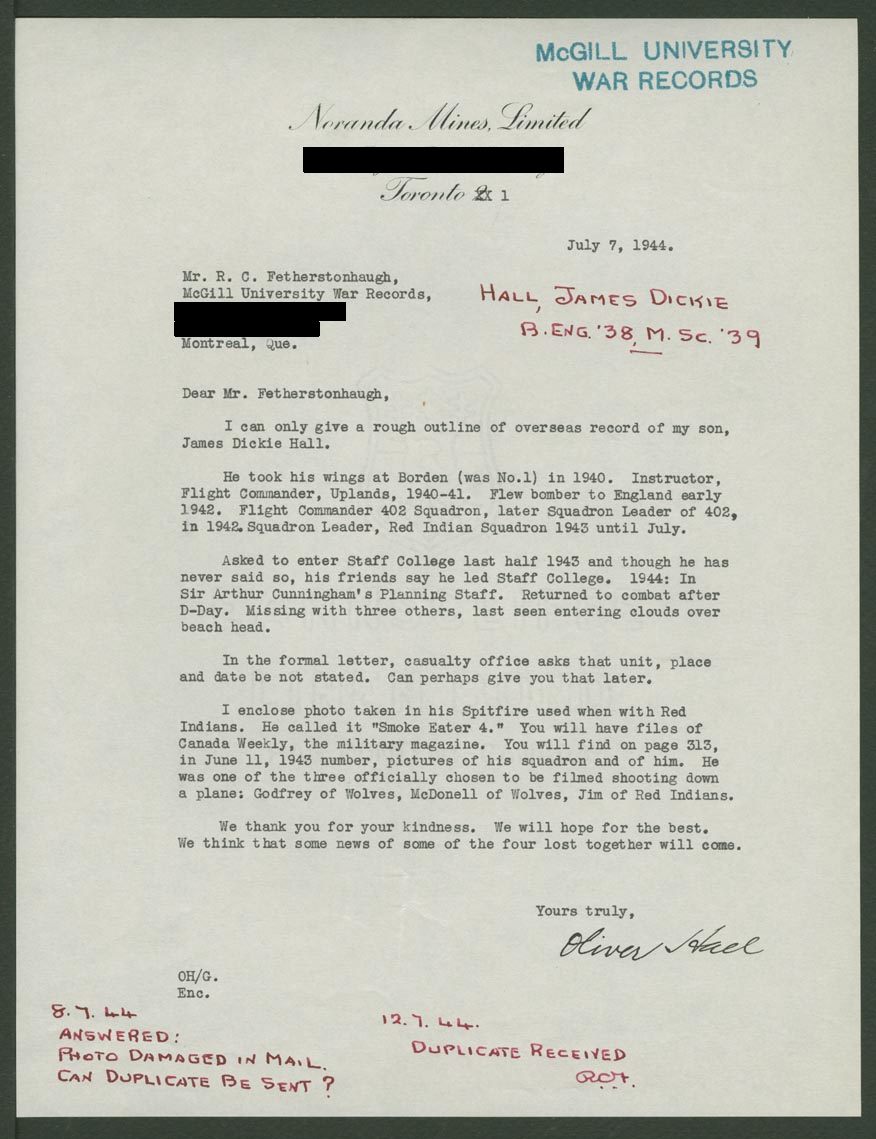 McGILL UNIVERSITY
WAR RECORDS
Noranda Mines, Limited
Toronto 1
July 7, 1944.
Mr. R. C. Fetherstonhaugh,
McGill University War Records,
Montreal, Que.
HALL, JAMES DICKIE
B. ENG. '38, M. Sc. '39
Dear Mr. Fetherstonhaugh,
I can only give a rough outline of overseas record of my son,
James Dickie Hall.
He took his wings at Borden (was No.1) in 1940. Instructor,
Flight Commander, Uplands, 1940-41. Flew bomber to England early
1942. Flight Commander 402 Squadron, later Squadron Leader of 402,
in 1942. Squadron Leader, Red Indian Squadron 1943 until July.
Asked to enter Staff College last half 1943 and though he has
never said so, his friends say he led Staff College. 1944: In
Sir Arthur Cunningham's Planning Staff. Returned to combat after
D-Day. Missing with three others, last seen entering clouds over
beach head.
In the formal letter, casualty office asks that unit, place
and date be not stated. Can perhaps give you that later.
I enclose photo taken in his Spitfire used when with Red
Indians. He called it "Smoke Eater 4." You will have files of
Canada Weekly, the military magazine. You will find on page 313,
in June 11, 1943 number, pictures of his squadron and of him. He
was one of the three officially chosen to be filmed shooting down
a plane: Godfrey of Wolves, McDonell of Wolves, Jim of Red Indians.
We thank you for your kindness. We will hope for the best.
We think that some news of some of the four lost together will come.
Yours truly,
Oliver Hall
OH/G.
Enc.
8.7.44
ANSWERED:
PHOTO DAMAGED IN MAIL.
CAN DUPLICATE BE SENT?
12.7.44.
DUPLICATE RECEIVED
RCF.